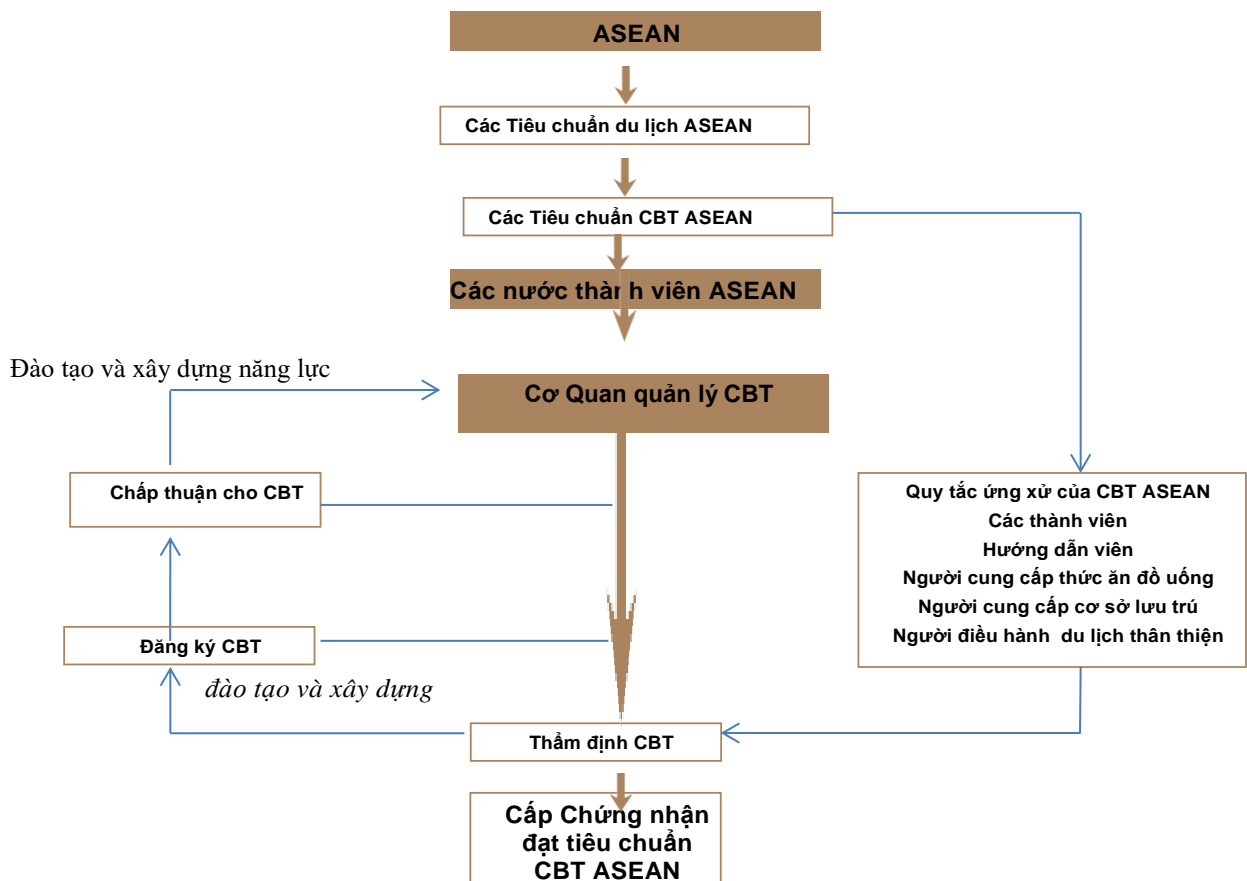 ASEAN
Các Tiêu chuẩn du lịch ASEAN
Các Tiêu chuẩn CBT ASEAN
Các nước thành viên ASEAN
Đào tạo và xây dựng năng lực
Cơ Quan quản lý CBT
Chấp thuận cho CBT
Quy tắc ứng xử của CBT ASEAN
Các thành viên
Hướng dẫn viên
Người cung cấp thức ăn đồ uống
Người cung cấp cơ sở lưu trú
Người điều hành du lịch thân thiện
Đăng ký CBT
đào tạo và xây dựng
Thẩm định CBT
Cấp Chứng nhận
đạt tiêu chuẩn
CBT ASEAN